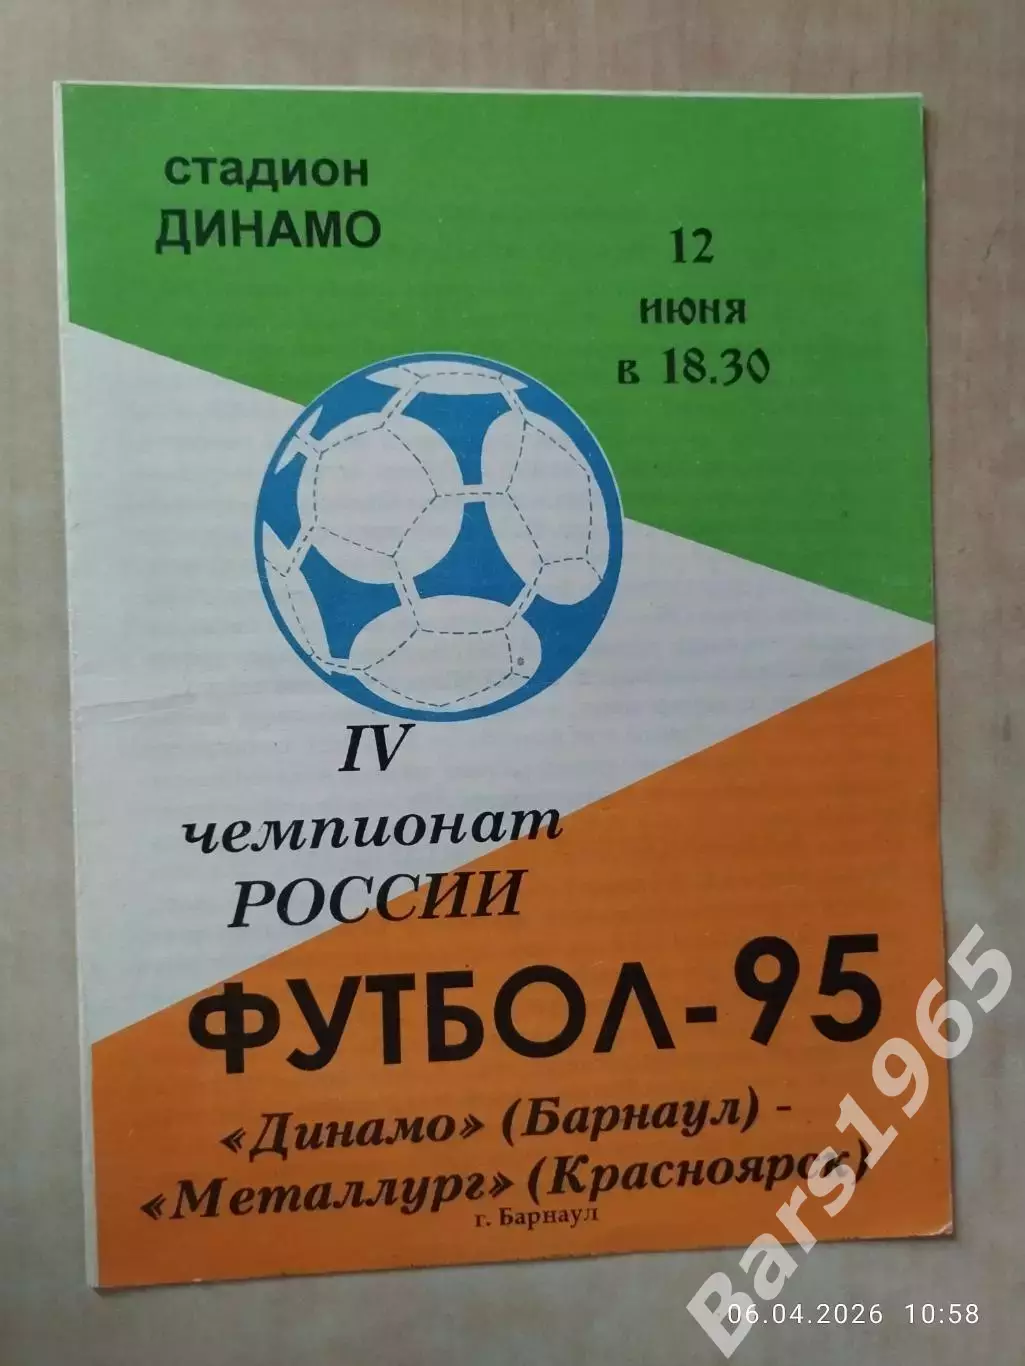 стадион
ДИНАМО
12
июня
в 18.30
IV
чемпионат
РОССИИ
ФУТБОЛ-95
«Динамо» (Барнаул) -
«Металлург» (Красноярск)
г. Барнаул
Bars1965
06.04.2026 10:58